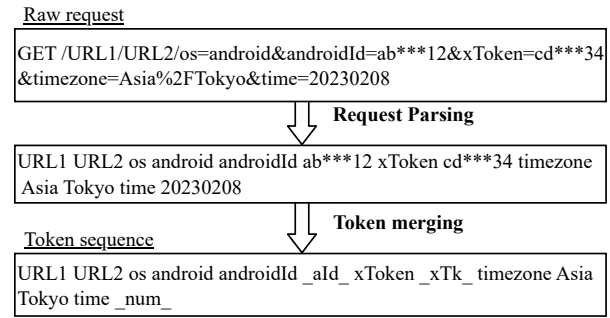 Raw request
GET /URL1/URL2/os=android&androidId=ab***12&xToken=cd***34
&timezone=Asia%2FTokyo&time=20230208
Request Parsing
URL1 URL2 os android androidId ab***12 xToken cd***34 timezone
Asia Tokyo time 20230208
Token merging
Token sequence
URL1 URL2 os android androidId _aId_ xToken _xTk_ timezone Asia
Tokyo time _num_